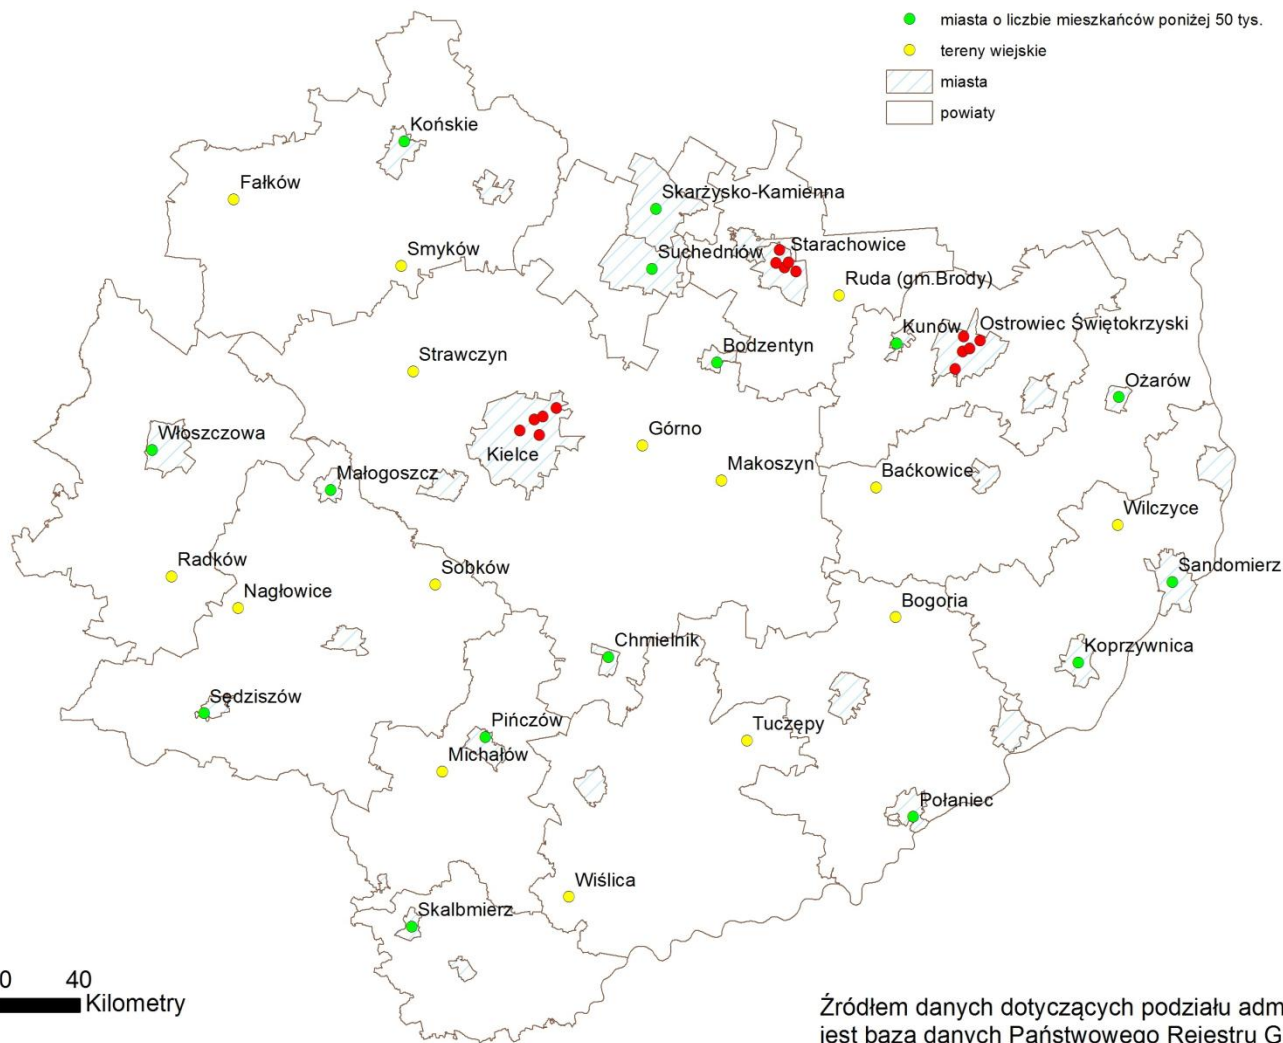 miasta o liczbie mieszkańców poniżej 50 tys.
tereny wiejskie
miasta
powiaty
Końskie
Fałków
Skarżysko-Kamienna
Smyków
Suchedniów
Starachowice
Ruda (gm.Brody)
Kunów
Ostrowiec Świętokrzyski
Strawczyn
Bodzentyn
Ożarów
Włoszczowa
Kielce
Górno
Małogoszcz
Makoszyn
Baćkowice
Wilczyce
Radków
Nagłowice
Sobków
Sandomierz
Bogoria
Chmielnik
Koprzywnica
Sędziszów
Pińczów
Tuczępy
Michałów
Połaniec
Wiślica
Skalbmierz
0 40
Kilometry
Źródłem danych dotyczących podziału adm
jest baza danych Państwowego Rejestru G